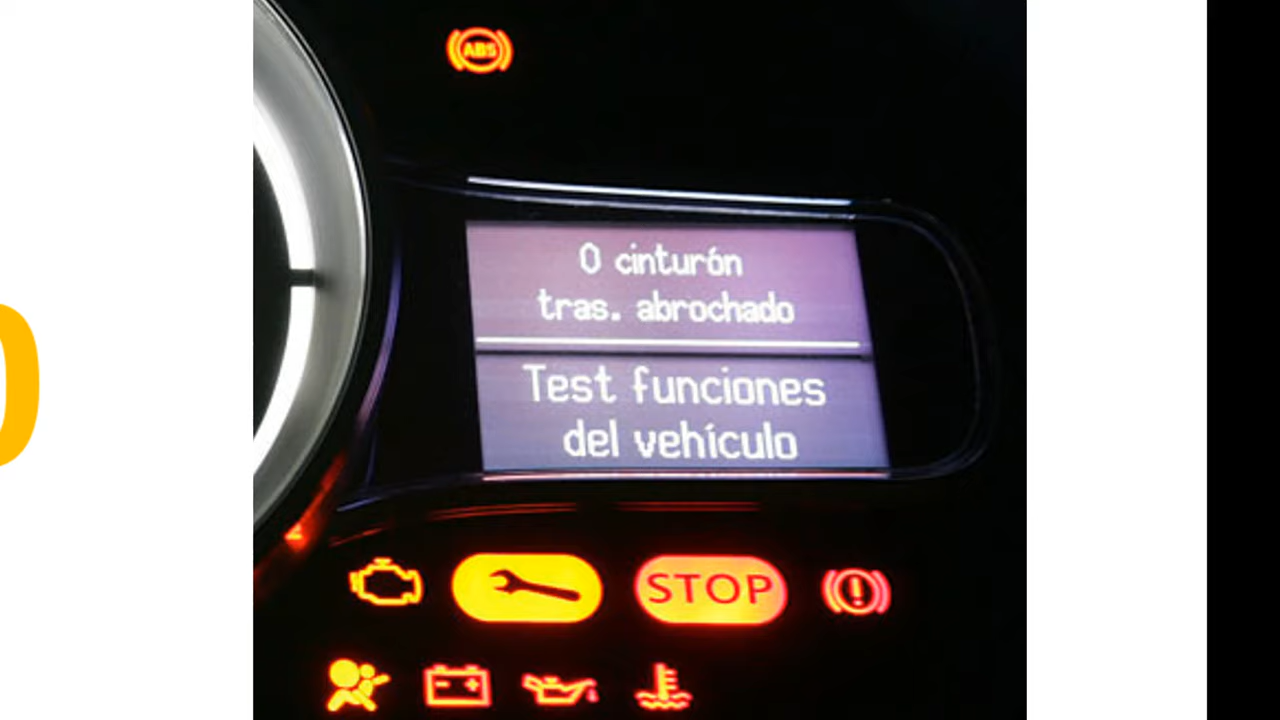 ABS
0 cinturón
tras. abrochado
Test funciones
del vehículo
STOP